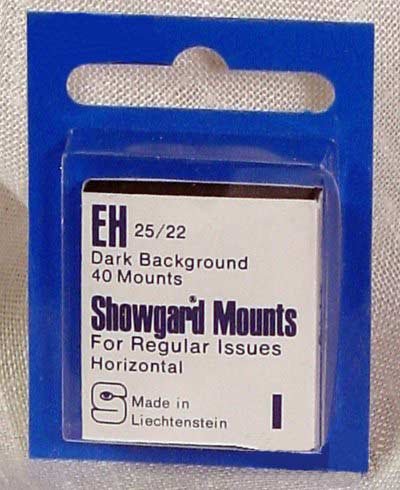 EH 25/22
Dark Background
40 Mounts
Showgard® Mounts
For Regular Issues
Horizontal
S Made in
Liechtenstein
I